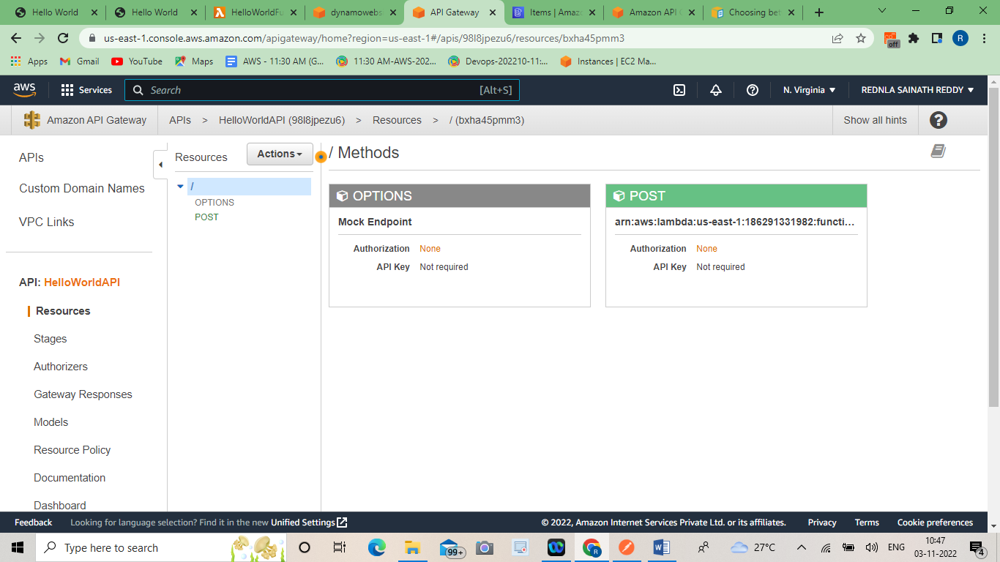 Hello World
Hello World
HelloWorldFu
dynamowebs
API Gateway
Items | Amaz
Amazon API G
Choosing bet
us-east-1.console.aws.amazon.com/apigateway/home?region=us-east-1#/apis/98l8jpezu6/resources/bxha45pmm3
off
R
Apps
Gmail
YouTube
Maps
AWS - 11:30 AM (G...
11:30 AM-AWS-202...
Devops-202210-11:...
Instances | EC2 Ma...
aws
Services
Search
[Alt+S]
N. Virginia
REDNLA SAINATH REDDY
Amazon API Gateway
APIs > HelloWorldAPI (98l8jpezu6) > Resources > / (bxha45pmm3)
Show all hints
APIs
Custom Domain Names
VPC Links
API: HelloWorldAPI
Resources
Stages
Authorizers
Gateway Responses
Models
Resource Policy
Documentation
Dashboard
Resources
Actions
/
OPTIONS
POST
/ Methods
OPTIONS
Mock Endpoint
Authorization None
API Key Not required
POST
arn:aws:lambda:us-east-1:186291331982:functi...
Authorization None
API Key Not required
Feedback
Looking for language selection? Find it in the new Unified Settings
© 2022, Amazon Internet Services Private Ltd. or its affiliates.
Privacy
Terms
Cookie preferences
Type here to search
99+
R
27°C
ENG
10:47
03-11-2022
4